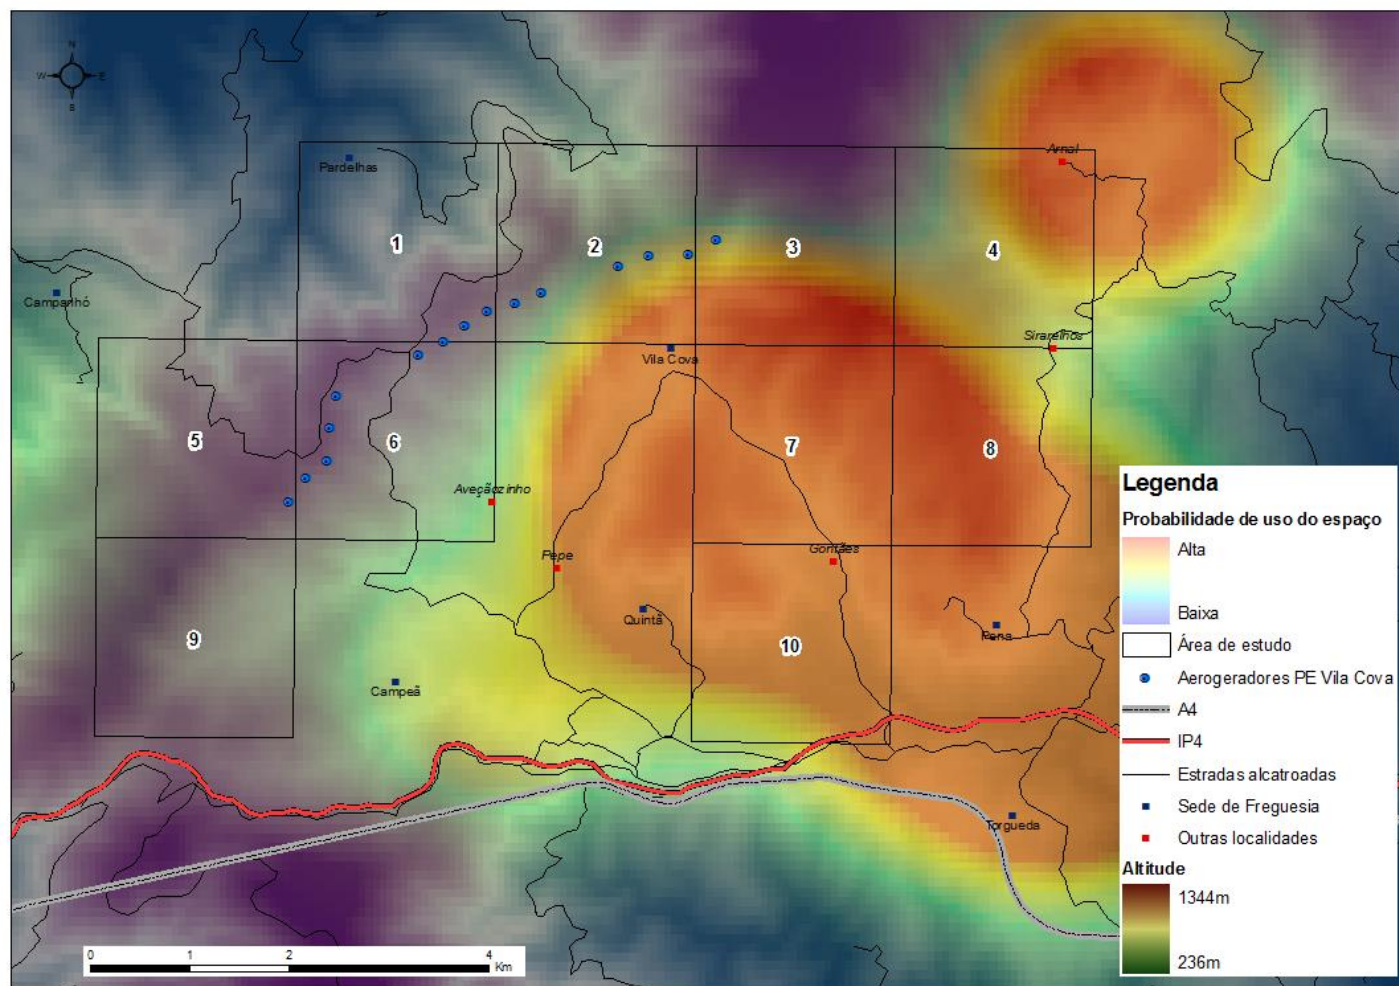 N
W E
S
Arnal
Pardelhas
1
2
3
4
Campanhó
Sirarelhos
Vila Cova
5
6
7
8
Aveçãozinho
Pepe
Gontães
Quintã
Pena
9
10
Campeã
Torgueda
Legenda
Probabilidade de uso do espaço
Alta
Baixa
Área de estudo
Aerogeradores PE Vila Cova
A4
IP4
Estradas alcatroadas
Sede de Freguesia
Outras localidades
Altitude
1344m
236m
0 1 2 4
Km